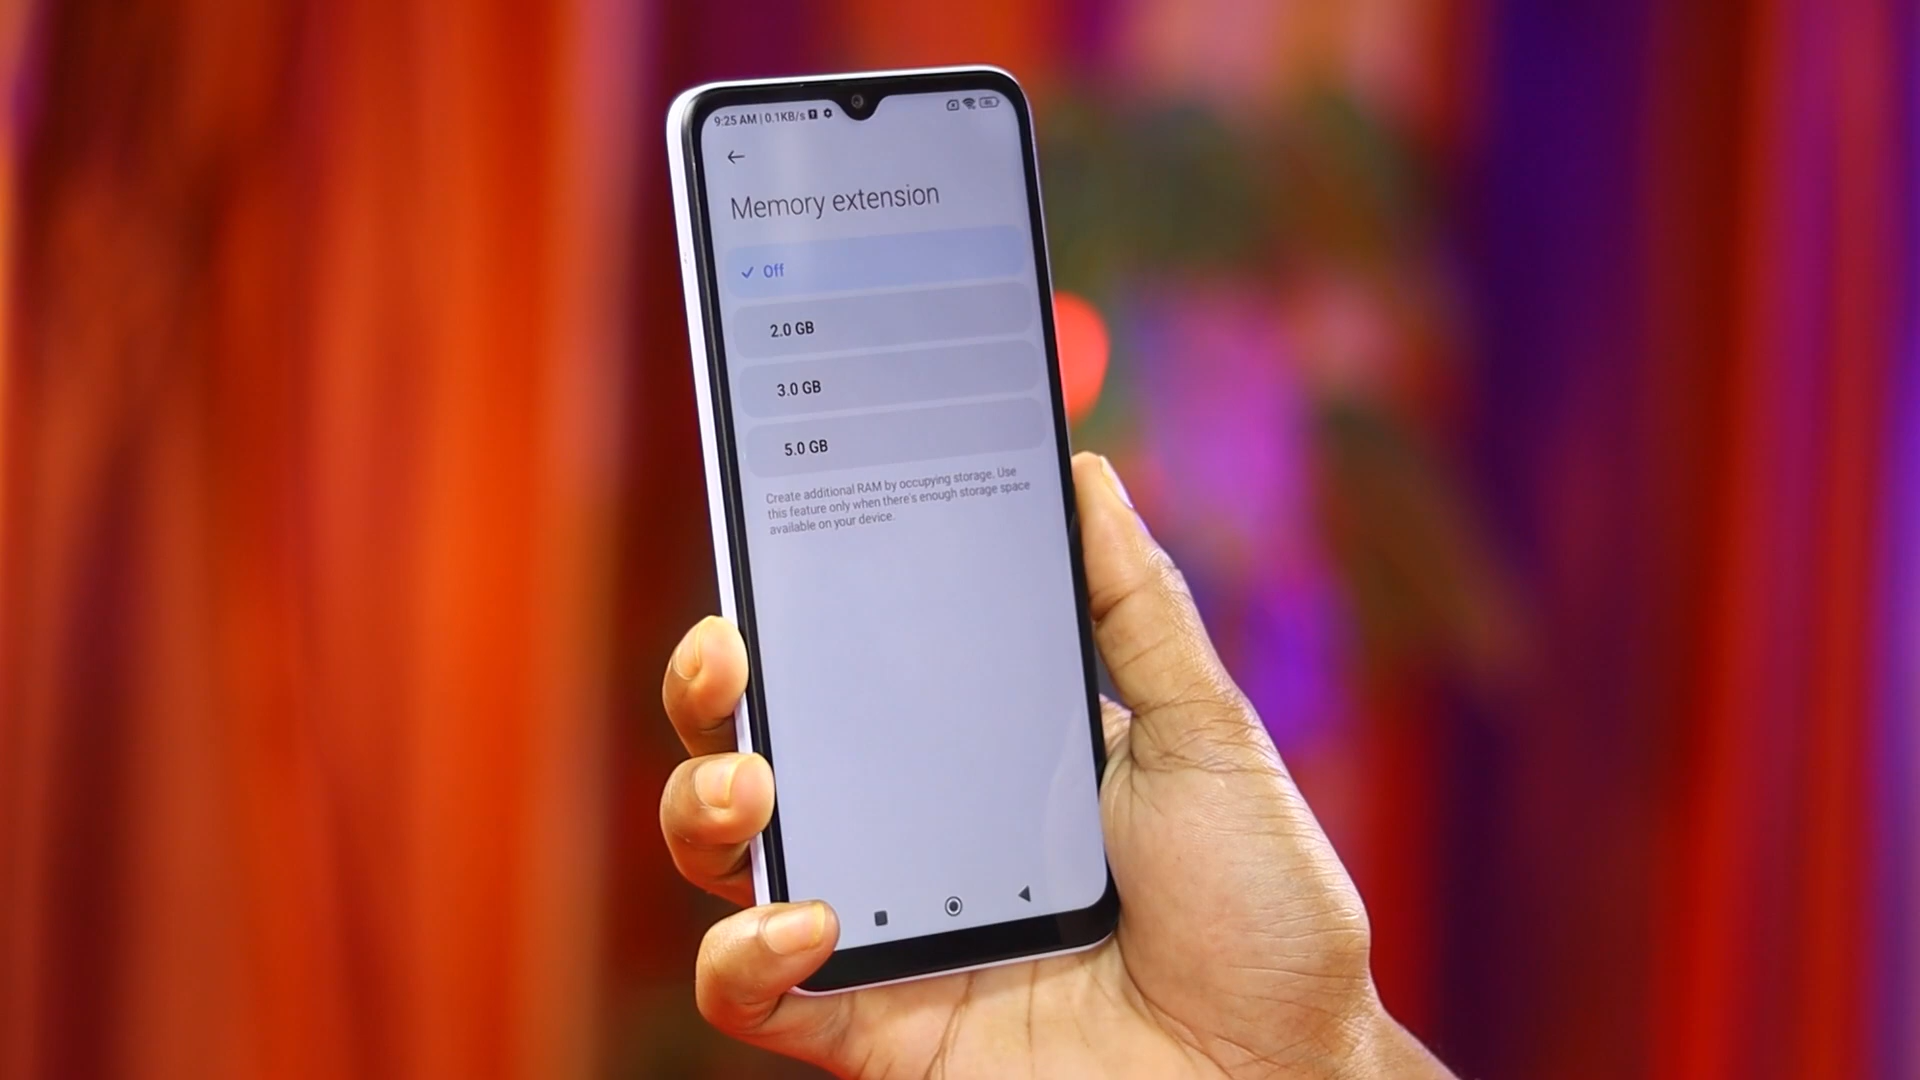 9:25 AM | 0.1KB/s
Memory extension
Off
2.0 GB
3.0 GB
5.0 GB
Create additional RAM by occupying storage. Use
this feature only when there's enough storage space
available on your device.